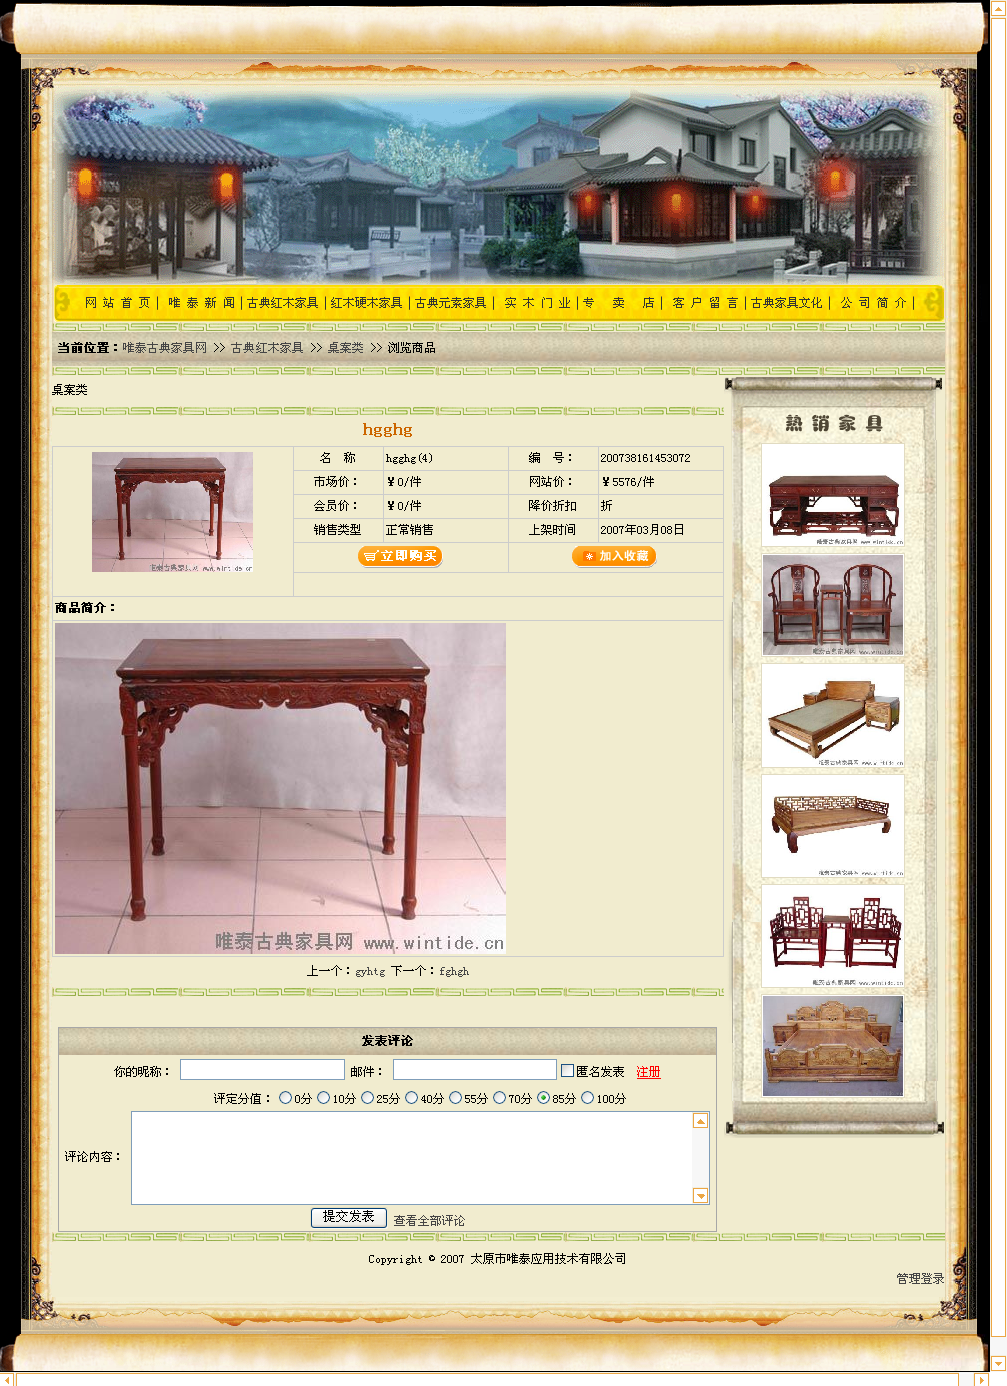 网 站 首 页 | 唯 泰 新 闻 | 古典红木家具 | 红木硬木家具 | 古典元素家具 | 实 木 门 业 | 专 卖 店 | 客 户 留 言 | 古典家具文化 | 公 司 简 介 |
当前位置：唯泰古典家具网 >> 古典红木家具 >> 桌案类 >> 浏览商品
桌案类
热销家具
hgghg
名 称 hgghg(4) 编 号： 200738161453072
市场价： ￥0/件 网站价： ￥5576/件
会员价： ￥0/件 降价折扣 折
销售类型 正常销售 上架时间 2007年03月08日
立即购买 加入收藏
唯泰古典家具网 www.wintide.cn
商品简介：
唯泰古典家具网 www.wintide.cn
上一个：gyhtg 下一个：fghgh
发表评论
你的昵称： 邮件： 匿名发表 注册
评定分值： 0分 10分 25分 40分 55分 70分 85分 100分
评论内容：
提交发表 查看全部评论
Copyright © 2007 太原市唯泰应用技术有限公司
管理登录